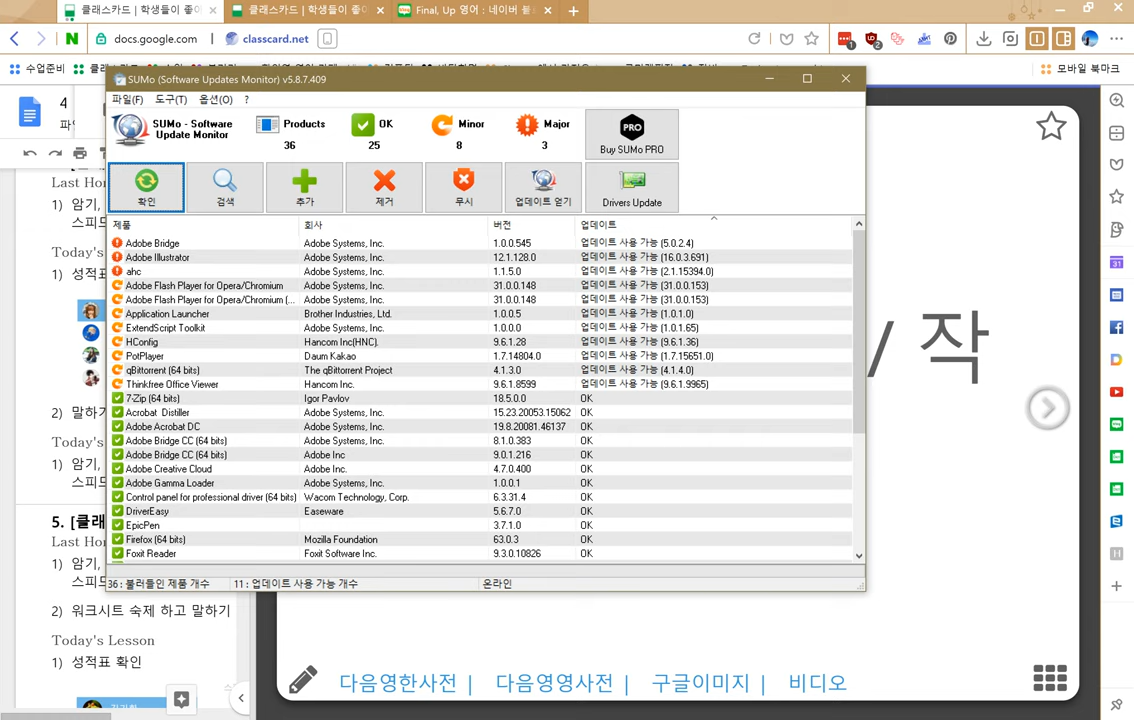 클래스카드 | 학생들이 좋아
클래스카드 | 학생들이 좋아
Final, Up 영어 : 네이버 블
docs.google.com
classcard.net
수업준비
모바일 북마크
SUMo (Software Updates Monitor) v5.8.7.409
파일(F) 도구(T) 옵션(O) ?
SUMo - Software
Update Monitor
Products
36
OK
25
Minor
8
Major
3
PRO
Buy SUMo PRO
확인
검색
추가
제거
무시
업데이트 얻기
Drivers Update
제품 회사 버전 업데이트
Adobe Bridge Adobe Systems, Inc. 1.0.0.545 업데이트 사용 가능 (5.0.2.4)
Adobe Illustrator Adobe Systems, Inc. 12.1.128.0 업데이트 사용 가능 (16.0.3.691)
ahc Adobe Systems, Inc. 1.1.5.0 업데이트 사용 가능 (2.1.15394.0)
Adobe Flash Player for Opera/Chromium Adobe Systems, Inc. 31.0.0.148 업데이트 사용 가능 (31.0.0.153)
Adobe Flash Player for Opera/Chromium (... Adobe Systems, Inc. 31.0.0.148 업데이트 사용 가능 (31.0.0.153)
Application Launcher Brother Industries, Ltd. 1.0.0.5 업데이트 사용 가능 (1.0.1.0)
ExtendScript Toolkit Adobe Systems, Inc. 1.0.0.0 업데이트 사용 가능 (1.0.1.65)
HConfig Hancom Inc(HNC). 9.6.1.28 업데이트 사용 가능 (9.6.1.36)
PotPlayer Daum Kakao 1.7.14804.0 업데이트 사용 가능 (1.7.15651.0)
qBittorrent (64 bits) The qBittorrent Project 4.1.3.0 업데이트 사용 가능 (4.1.4.0)
Thinkfree Office Viewer Hancom Inc. 9.6.1.8599 업데이트 사용 가능 (9.6.1.9965)
7-Zip (64 bits) Igor Pavlov 18.5.0.0 OK
Acrobat Distiller Adobe Systems, Inc. 15.23.20053.15062 OK
Adobe Acrobat DC Adobe Systems, Inc. 19.8.20081.46137 OK
Adobe Bridge CC (64 bits) Adobe Systems, Inc. 8.1.0.383 OK
Adobe Bridge CC (64 bits) Adobe Inc 9.0.1.216 OK
Adobe Creative Cloud Adobe Inc. 4.7.0.400 OK
Adobe Gamma Loader Adobe Systems, Inc. 1.0.0.1 OK
Control panel for professional driver (64 bits) Wacom Technology, Corp. 6.3.31.4 OK
DriverEasy Easeware 5.6.7.0 OK
EpicPen 3.7.1.0 OK
Firefox (64 bits) Mozilla Foundation 63.0.3 OK
Foxit Reader Foxit Software Inc. 9.3.0.10826 OK
36 : 불러들인 제품 개수 11 : 업데이트 사용 가능 개수 온라인
4
Last Hon
1) 암기,
스피드
Today's
1) 성적표
2) 말하기
Today's
1) 암기,
스피드
5. [클래
Last Hom
1) 암기,
스피드
2) 워크시트 숙제 하고 말하기
Today's Lesson
1) 성적표 확인
/ 작
다음영한사전 | 다음영영사전 | 구글이미지 | 비디오